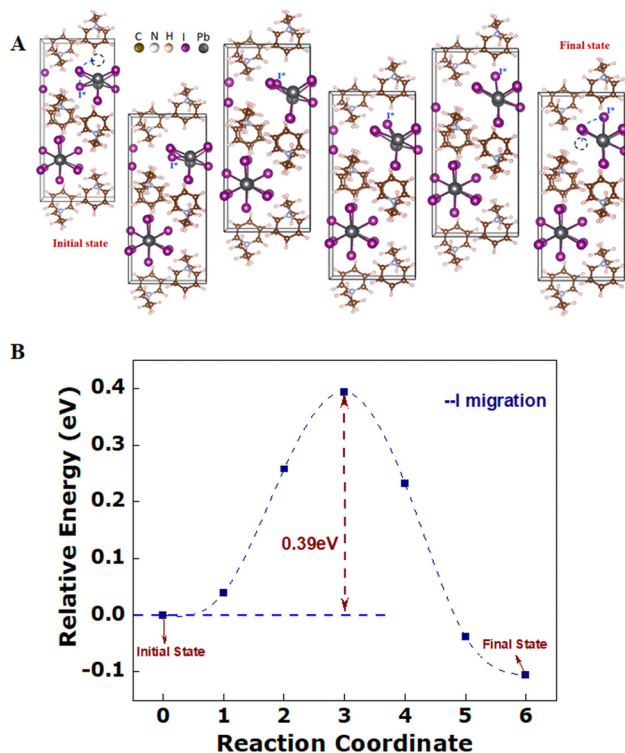 A
C N H I Pb
Final state
I*
I*
I*
I*
I*
I*
Initial state
B
0.4
0.3
0.2
0.1
0.0
-0.1
Relative Energy (eV)
--I migration
0.39eV
Initial State
Final State
0 1 2 3 4 5 6
Reaction Coordinate